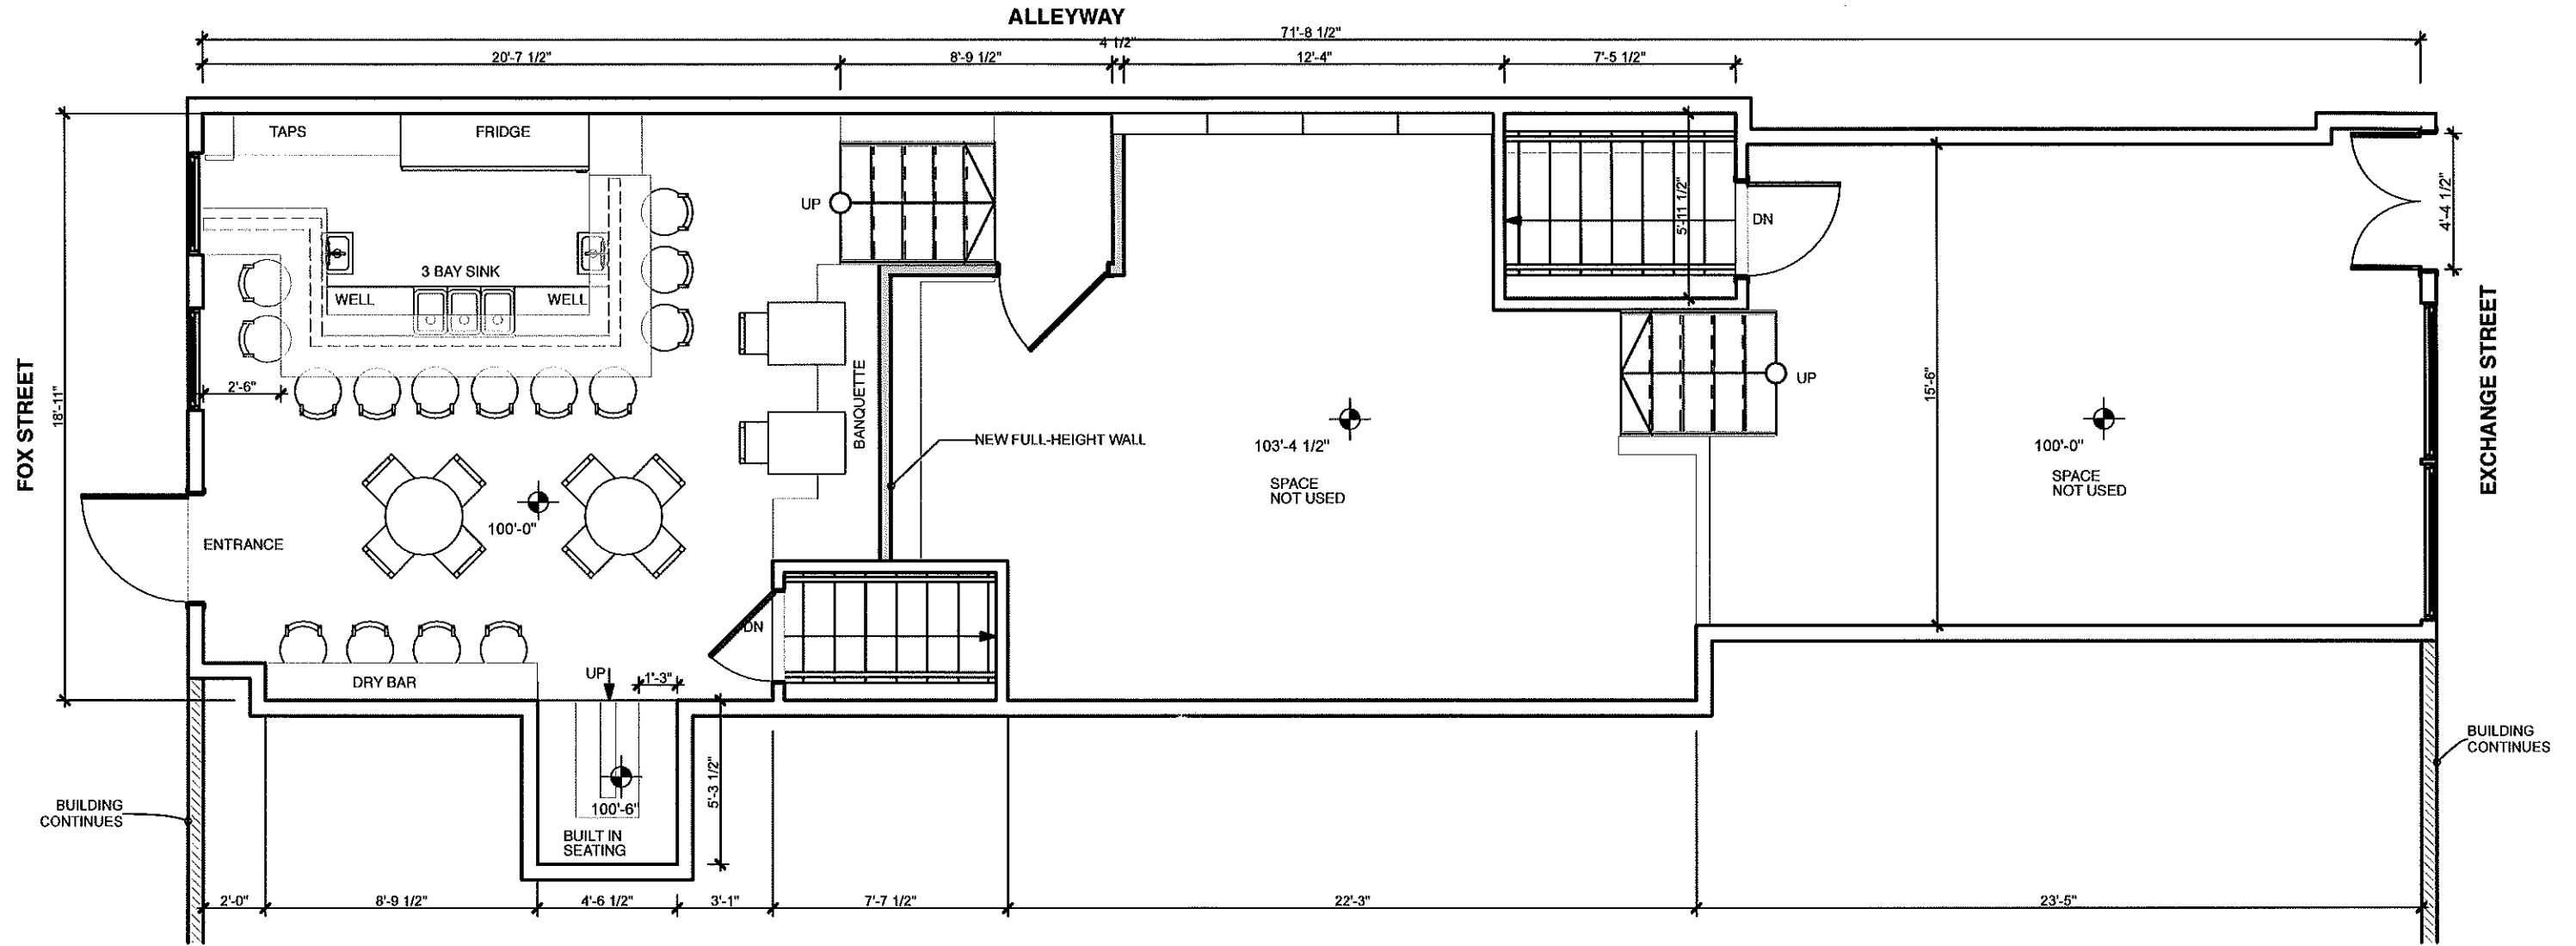 ALLEYWAY
71'-8 1/2"
4 1/2"
20'-7 1/2"
8'-9 1/2"
12'-4"
7'-5 1/2"
TAPS
FRIDGE
UP
5'-11 1/2"
DN
4'-4 1/2"
3 BAY SINK
WELL
WELL
FOX STREET
18'-11"
2'-6"
BANQUETTE
UP
15'-6"
EXCHANGE STREET
NEW FULL-HEIGHT WALL
103'-4 1/2"
SPACE
NOT USED
100'-0"
SPACE
NOT USED
100'-0"
ENTRANCE
DN
DRY BAR
UP
1'-3"
5'-3 1/2"
100'-6"
BUILT IN
SEATING
BUILDING
CONTINUES
BUILDING
CONTINUES
2'-0"
8'-9 1/2"
4'-6 1/2"
3'-1"
7'-7 1/2"
22'-3"
23'-5"